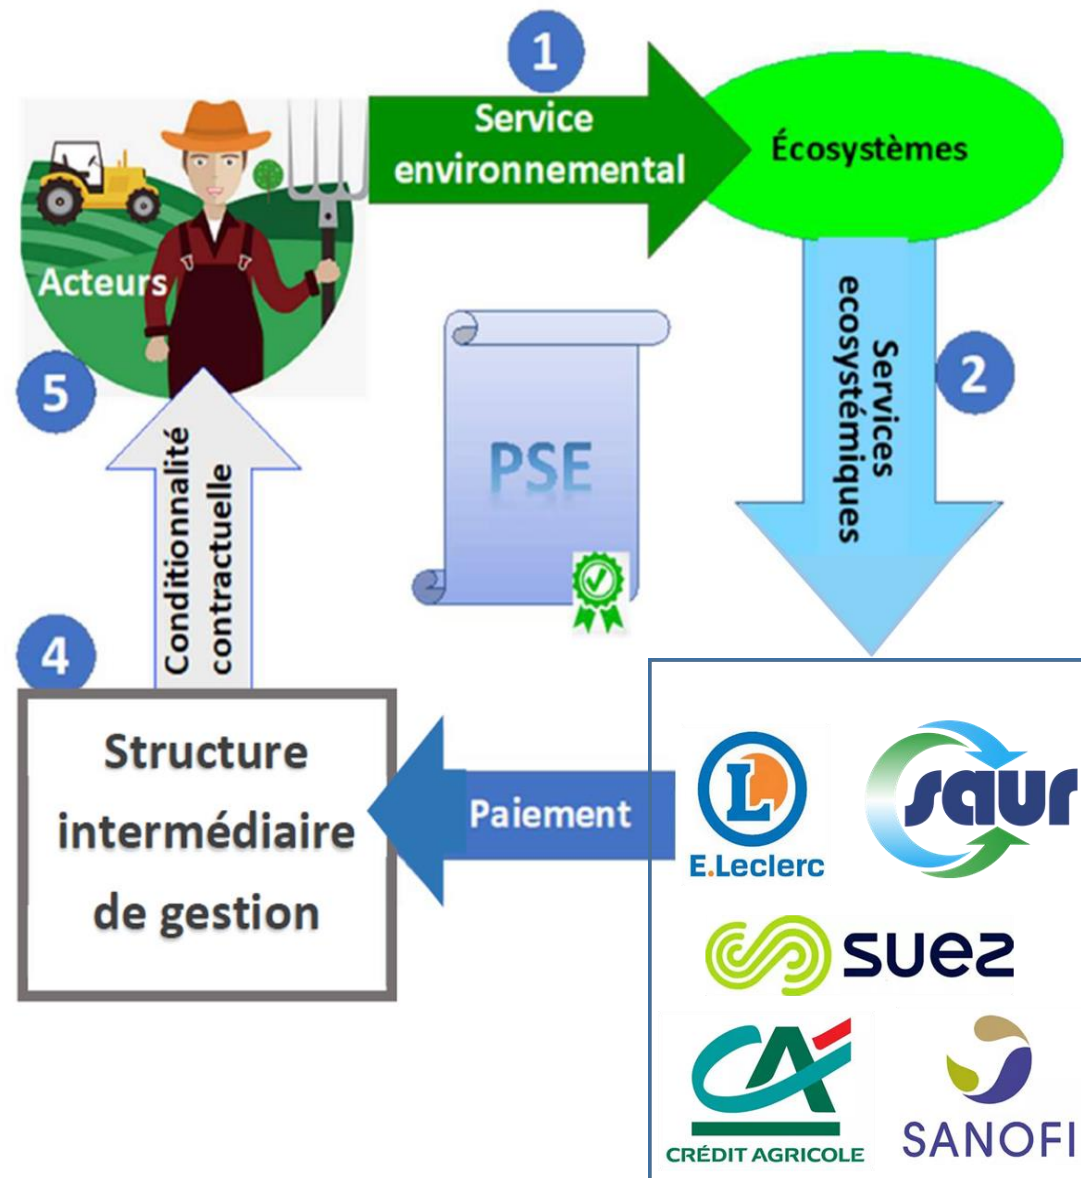 1
Service
environnemental
Écosystèmes
Acteurs
5
Services
ecosystémiques
2
PSE
Conditionnalité
contractuelle
4
Structure
intermédiaire
de gestion
Paiement
L
E.Leclerc
saur
suez
CA
CRÉDIT AGRICOLE
SANOFI